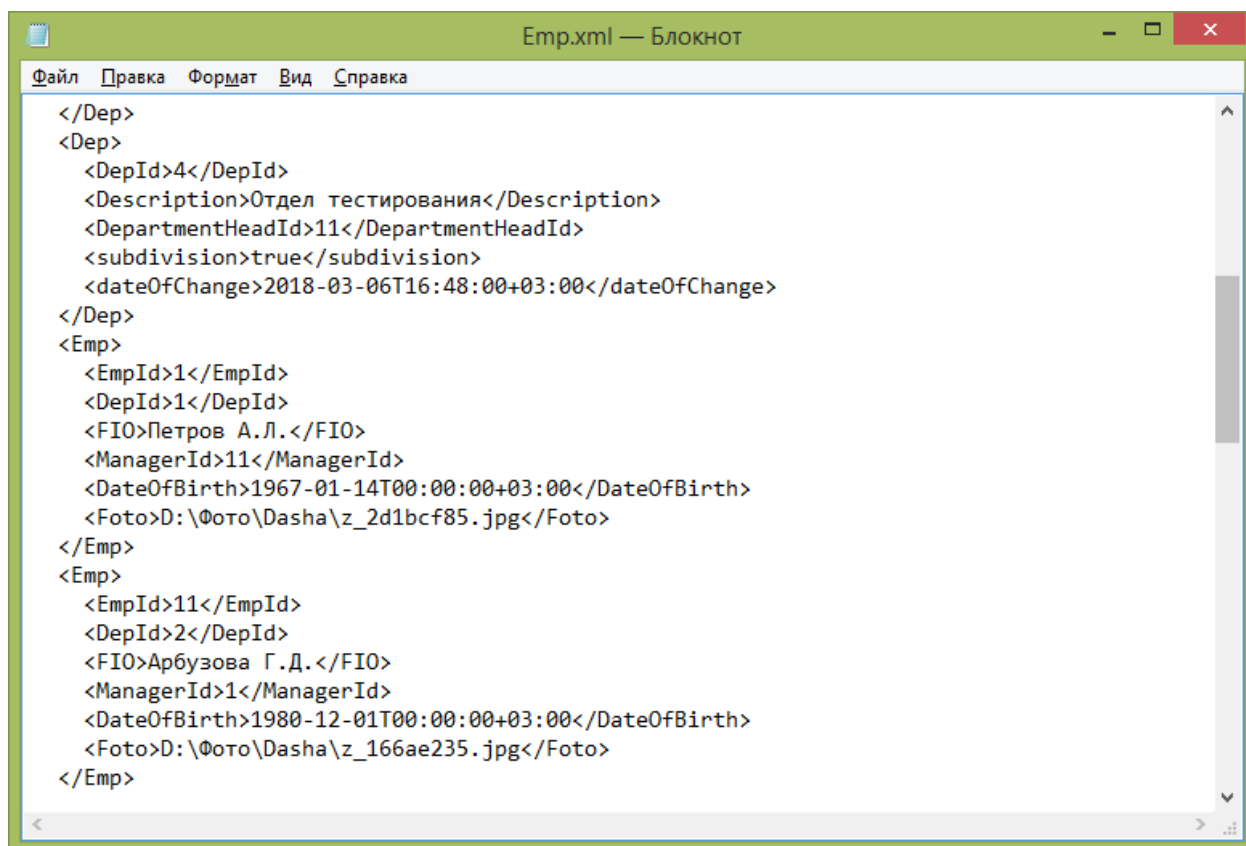 Emp.xml — Блокнот
Файл Правка Формат Вид Справка
</Dep>
<Dep>
<DepId>4</DepId>
<Description>Отдел тестирования</Description>
<DepartmentHeadId>11</DepartmentHeadId>
<subdivision>true</subdivision>
<dateOfChange>2018-03-06T16:48:00+03:00</dateOfChange>
</Dep>
<Emp>
<EmpId>1</EmpId>
<DepId>1</DepId>
<FIO>Петров А.Л.</FIO>
<ManagerId>11</ManagerId>
<DateOfBirth>1967-01-14T00:00:00+03:00</DateOfBirth>
<Foto>D:\Фото\Dasha\z_2d1bcf85.jpg</Foto>
</Emp>
<Emp>
<EmpId>11</EmpId>
<DepId>2</DepId>
<FIO>Арбузова Г.Д.</FIO>
<ManagerId>1</ManagerId>
<DateOfBirth>1980-12-01T00:00:00+03:00</DateOfBirth>
<Foto>D:\Фото\Dasha\z_166ae235.jpg</Foto>
</Emp>